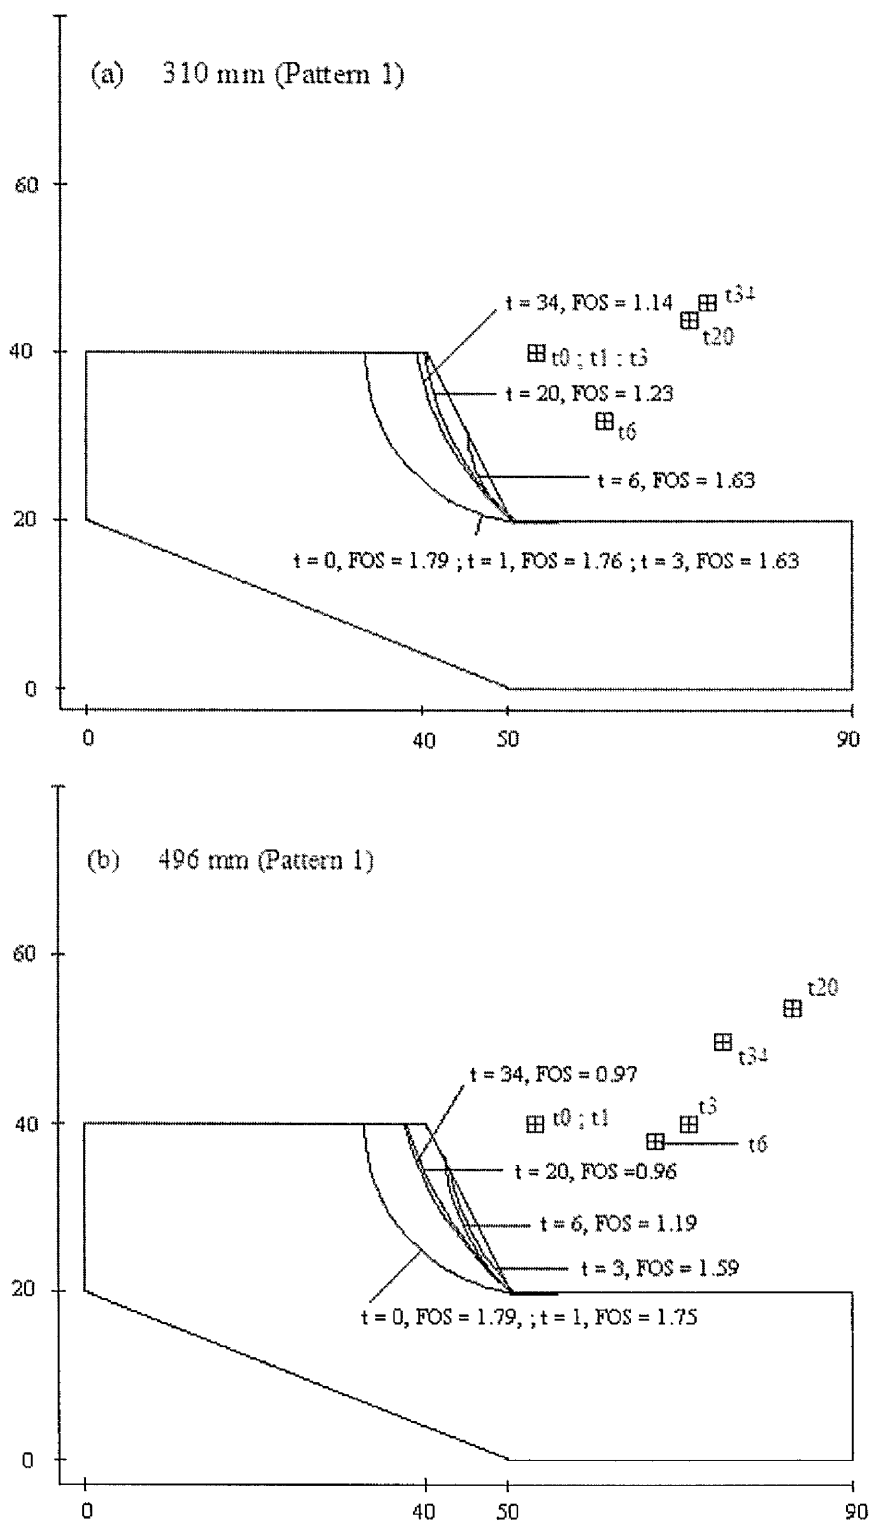 (a) 310 mm (Pattern 1)
60
t = 34, FOS = 1.14
t34
t20
40
t0 ; t1 : t3
t = 20, FOS = 1.23
t6
t = 6, FOS = 1.63
20
t = 0, FOS = 1.79 ; t = 1, FOS = 1.76 ; t = 3, FOS = 1.63
0
0 40 50 90
(b) 496 mm (Pattern 1)
60
t20
t34
t = 34, FOS = 0.97
40
t0 ; t1
t3
t6
t = 20, FOS =0.96
t = 6, FOS = 1.19
t = 3, FOS = 1.59
20
t = 0, FOS = 1.79, ; t = 1, FOS = 1.75
0
0 40 50 90